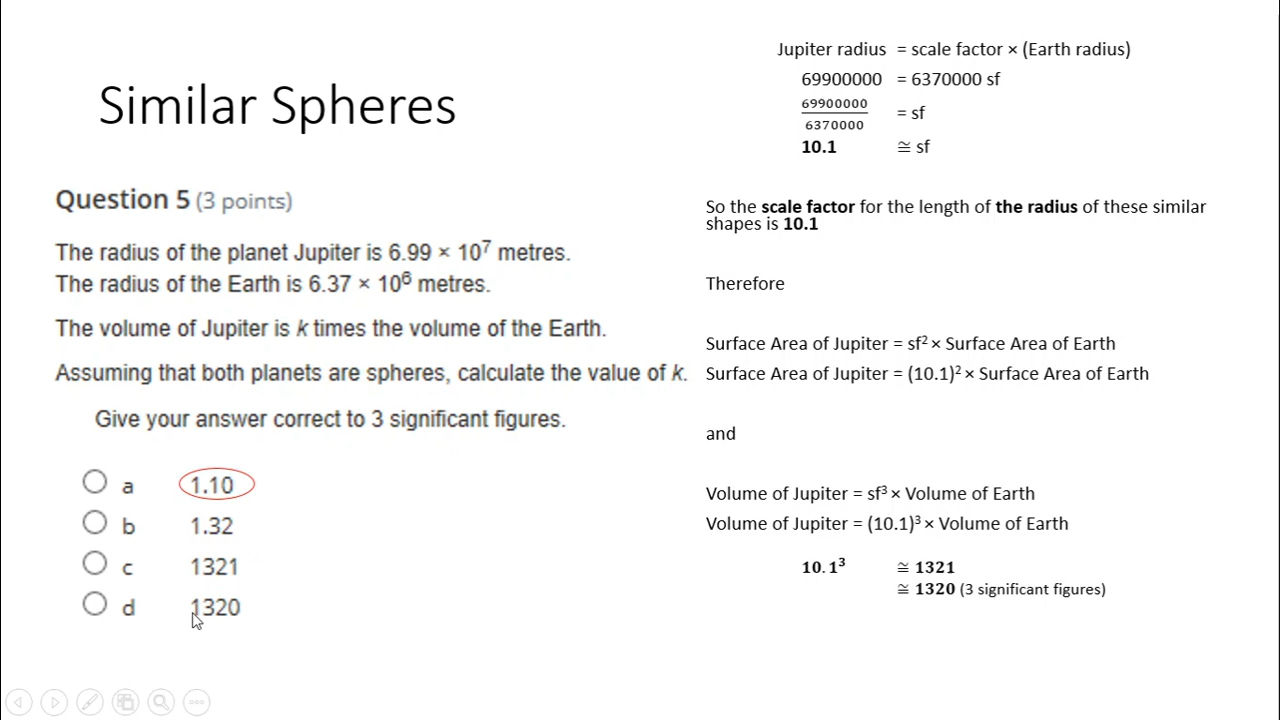 Similar Spheres
Question 5 (3 points)
The radius of the planet Jupiter is 6.99 × 10⁷ metres.
The radius of the Earth is 6.37 × 10⁶ metres.
The volume of Jupiter is k times the volume of the Earth.
Assuming that both planets are spheres, calculate the value of k.
Give your answer correct to 3 significant figures.
a 1.10
b 1.32
c 1321
d 1320
Jupiter radius = scale factor × (Earth radius)
69900000 = 6370000 sf
69900000/6370000 = sf
10.1 ≅ sf
So the scale factor for the length of the radius of these similar
shapes is 10.1
Therefore
Surface Area of Jupiter = sf² × Surface Area of Earth
Surface Area of Jupiter = (10.1)² × Surface Area of Earth
and
Volume of Jupiter = sf³ × Volume of Earth
Volume of Jupiter = (10.1)³ × Volume of Earth
10.1³ ≅ 1321
≅ 1320 (3 significant figures)